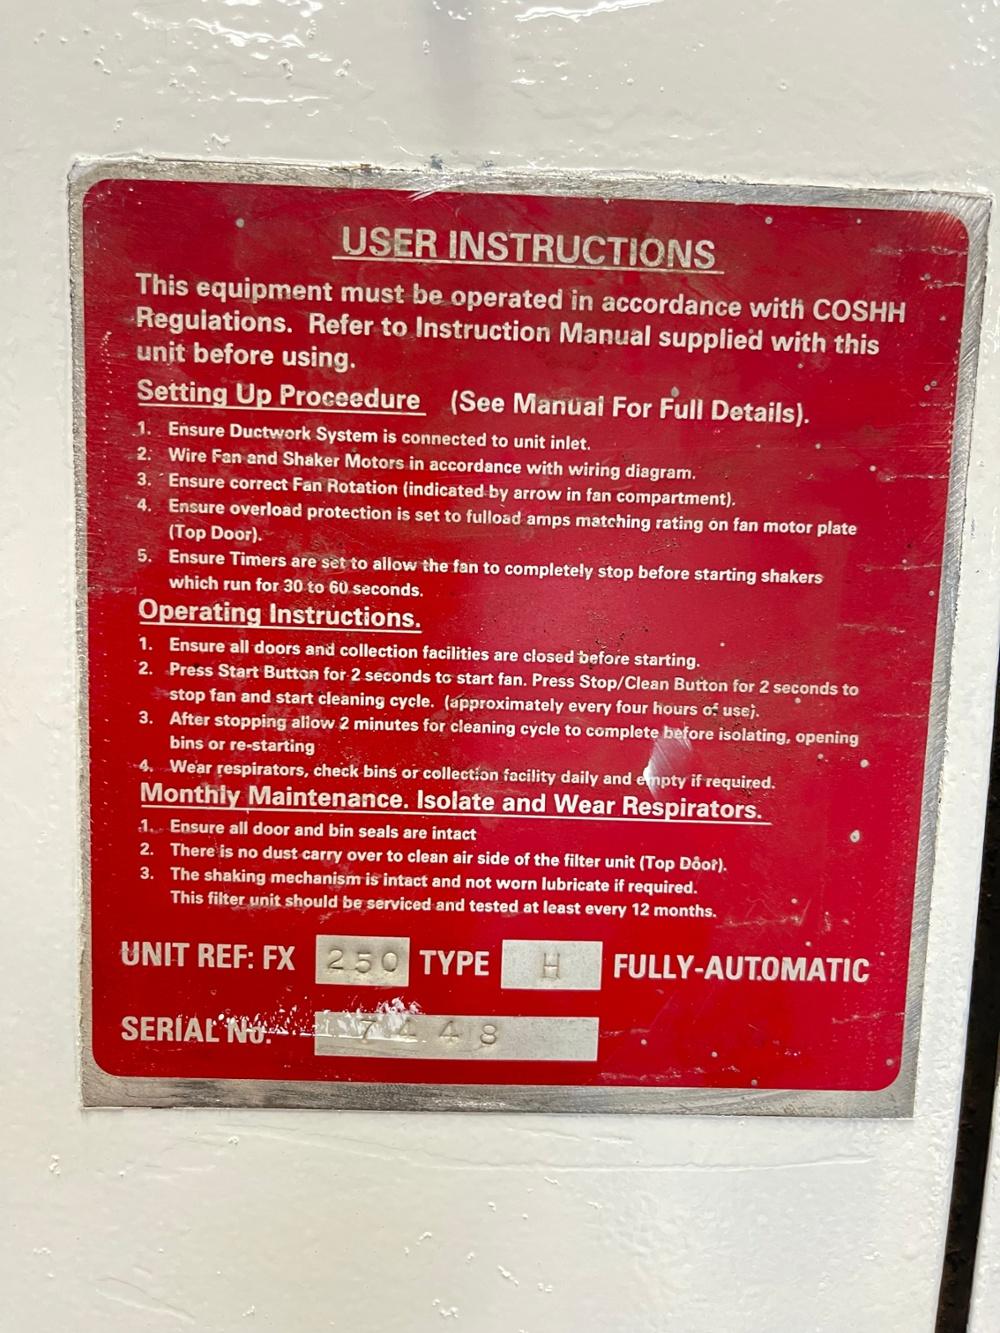 USER INSTRUCTIONS
This equipment must be operated in accordance with COSHH
Regulations. Refer to Instruction Manual supplied with this
unit before using.
Setting Up Proceedure (See Manual For Full Details).
1. Ensure Ductwork System is connected to unit inlet.
2. Wire Fan and Shaker Motors in accordance with wiring diagram.
3. Ensure correct Fan Rotation (indicated by arrow in fan compartment).
4. Ensure overload protection is set to fulload amps matching rating on fan motor plate
(Top Door).
5. Ensure Timers are set to allow the fan to completely stop before starting shakers
which run for 30 to 60 seconds.
Operating Instructions.
1. Ensure all doors and collection facilities are closed before starting.
2. Press Start Button for 2 seconds to start fan. Press Stop/Clean Button for 2 seconds to
stop fan and start cleaning cycle. (approximately every four hours of use).
3. After stopping allow 2 minutes for cleaning cycle to complete before isolating, opening
bins or re-starting
4. Wear respirators, check bins or collection facility daily and empty if required.
Monthly Maintenance. Isolate and Wear Respirators.
1. Ensure all door and bin seals are intact
2. There is no dust carry over to clean air side of the filter unit (Top Door).
3. The shaking mechanism is intact and not worn lubricate if required.
This filter unit should be serviced and tested at least every 12 months.
UNIT REF: FX 250 TYPE H FULLY-AUTOMATIC
SERIAL No.